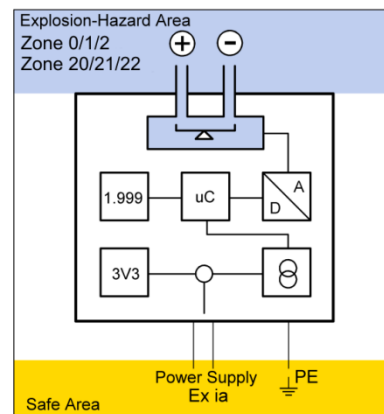 Explosion-Hazard Area
Zone 0/1/2
Zone 20/21/22
+ −
1.999
uC
A
D
3V3
Power Supply
Ex ia
PE
Safe Area